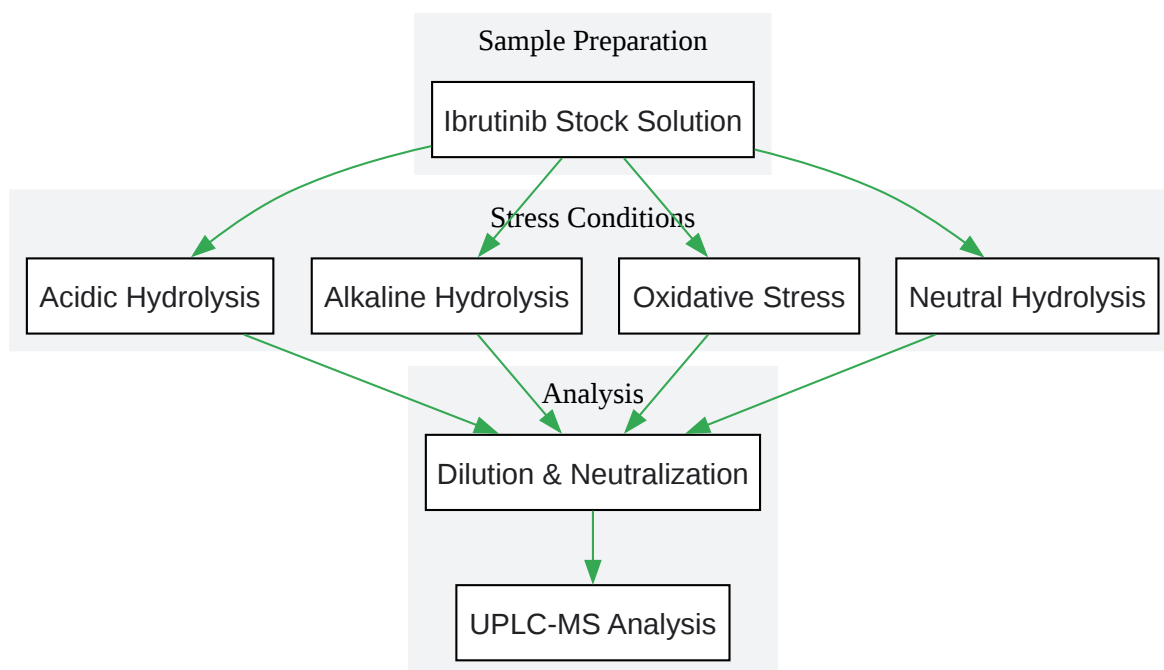 Sample Preparation
Ibrutinib Stock Solution
Stress Conditions
Acidic Hydrolysis
Alkaline Hydrolysis
Oxidative Stress
Neutral Hydrolysis
Analysis
Dilution & Neutralization
UPLC-MS Analysis